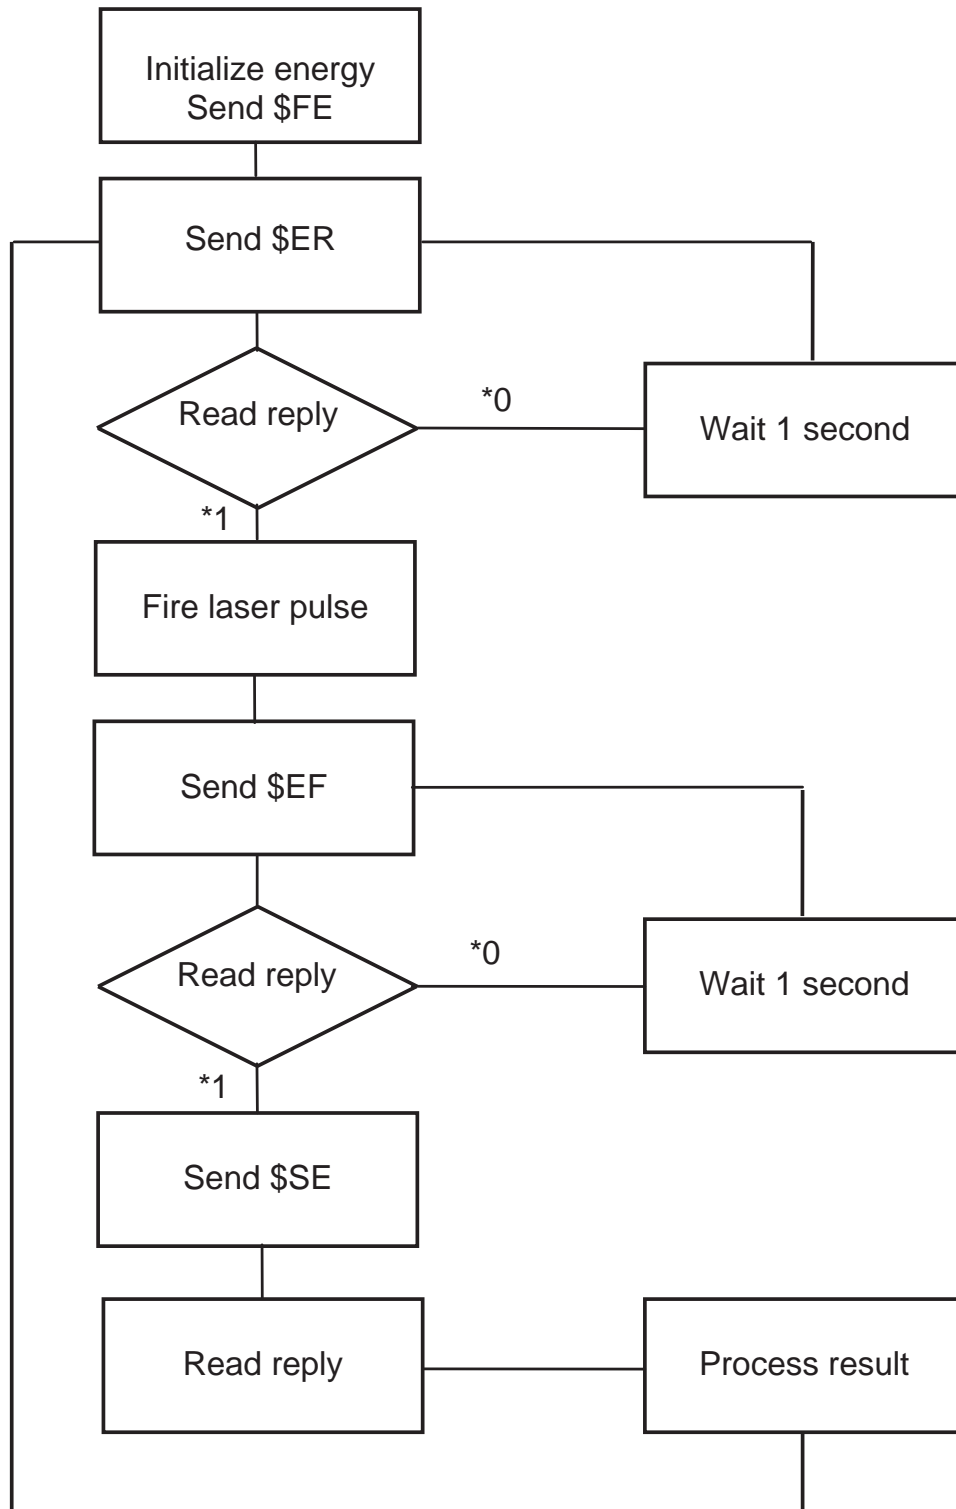 Initialize energy
Send $FE
Send $ER
Read reply
*0
Wait 1 second
*1
Fire laser pulse
Send $EF
Read reply
*0
Wait 1 second
*1
Send $SE
Read reply
Process result